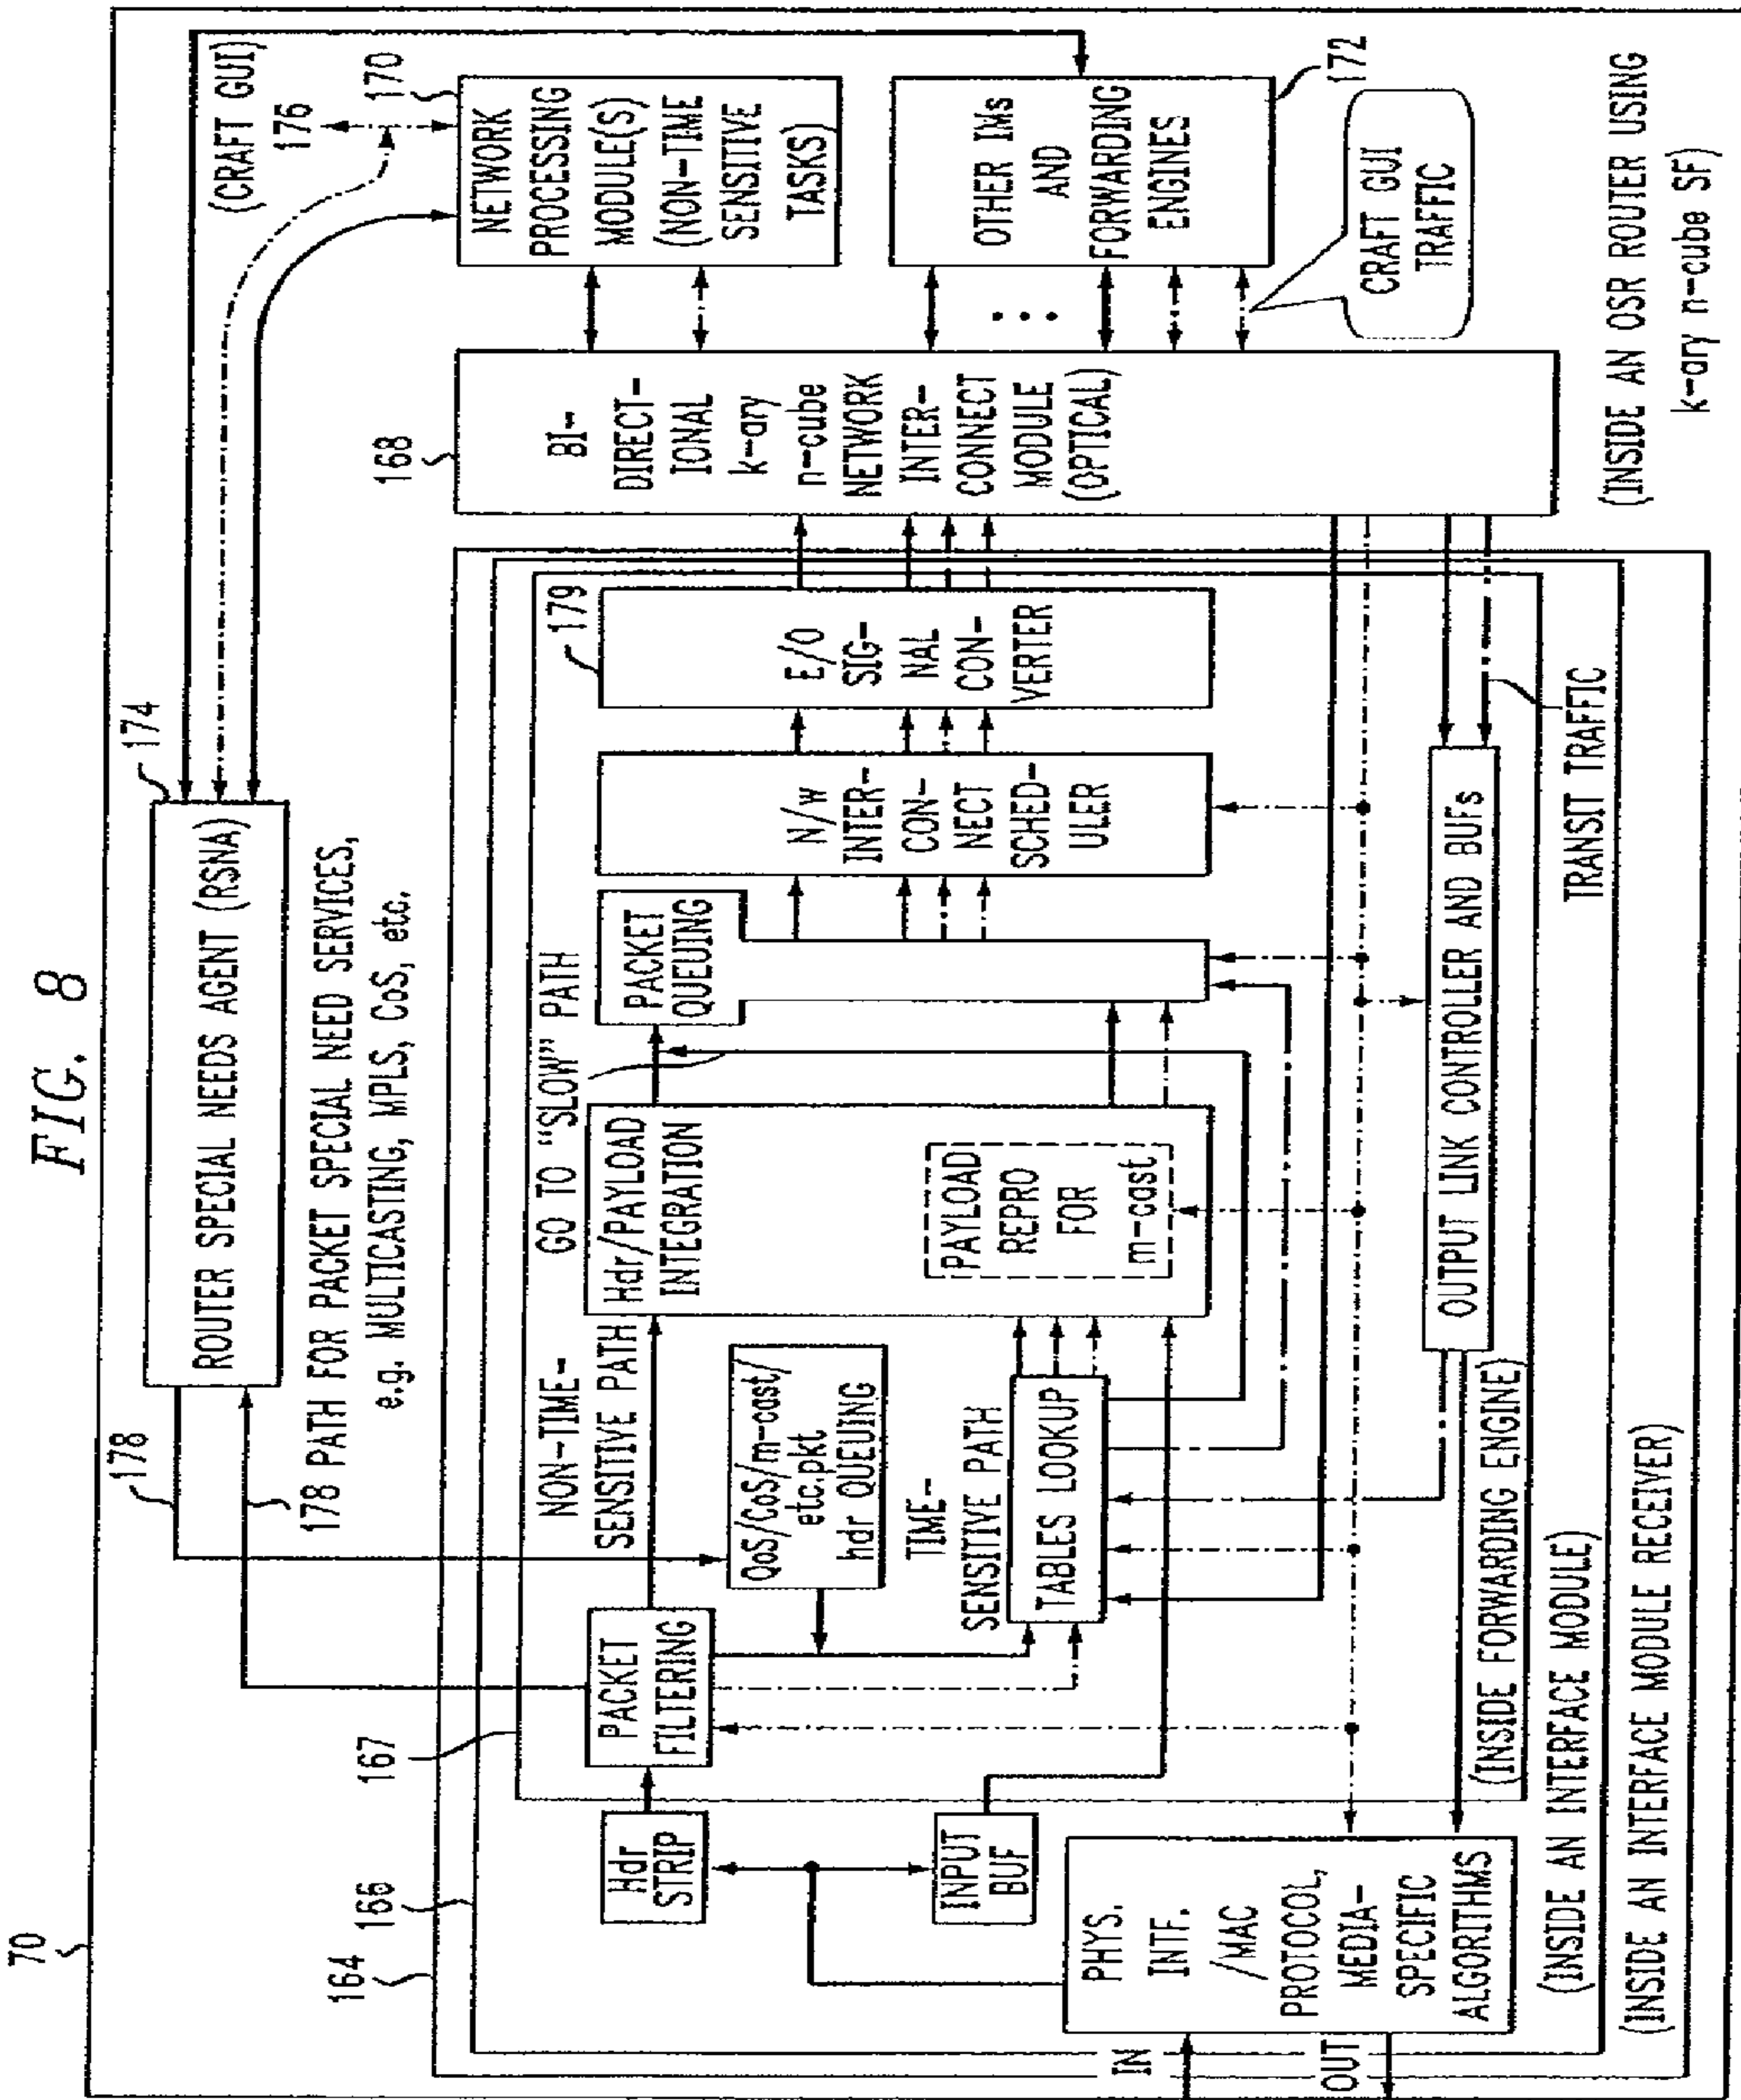 FIG. 8
70
164
166
167
174
ROUTER SPECIAL NEEDS AGENT (RSNA)
178
178 PATH FOR PACKET SPECIAL NEED SERVICES,
e.g. MULTICASTING, MPLS, CoS, etc.
(CRAFT GUI)
176
170
NETWORK
PROCESSING
MODULE(S)
(NON-TIME
SENSITIVE
TASKS)
OTHER IMs
AND
FORWARDING
ENGINES
172
CRAFT GUI
TRAFFIC
168
BI-
DIRECT-
IONAL
k-ary
n-cube
NETWORK
INTER-
CONNECT
MODULE
(OPTICAL)
179
E/O
SIG-
NAL
CON-
VERTER
N/w
INTER-
CON-
NECT
SCHED-
ULER
PACKET
QUEUING
GO TO "SLOW" PATH
Hdr/PAYLOAD
INTEGRATION
PAYLOAD
REPRO
FOR
m-cast
NON-TIME-
SENSITIVE PATH
QoS/CoS/m-cast/
etc.pkt
hdr QUEUING
TIME-
SENSITIVE PATH
TABLES LOOKUP
PACKET
FILTERING
Hdr
STRIP
INPUT
BUF
PHYS.
INTF.
/MAC
PROTOCOL,
MEDIA-
SPECIFIC
ALGORITHMS
IN
OUT
OUTPUT LINK CONTROLLER AND BUFs
TRANSIT TRAFFIC
(INSIDE FORWARDING ENGINE)
(INSIDE AN INTERFACE MODULE)
(INSIDE AN INTERFACE MODULE RECEIVER)
(INSIDE AN OSR ROUTER USING
k-ary n-cube SF)